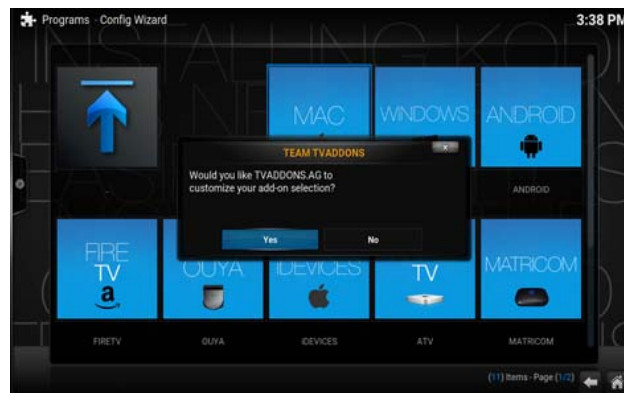 Programs · Config Wizard
3:38 PM
MAC
WINDOWS
ANDROID
TEAM TVADDONS
Would you like TVADDONS.AG to
customize your add-on selection?
ANDROID
Yes
No
FIRE
TV
a
OUYA
iDEVICES
TV
MATRICOM
FIRETV
OUYA
iDEVICES
ATV
MATRICOM
(11) Items - Page (1/2)